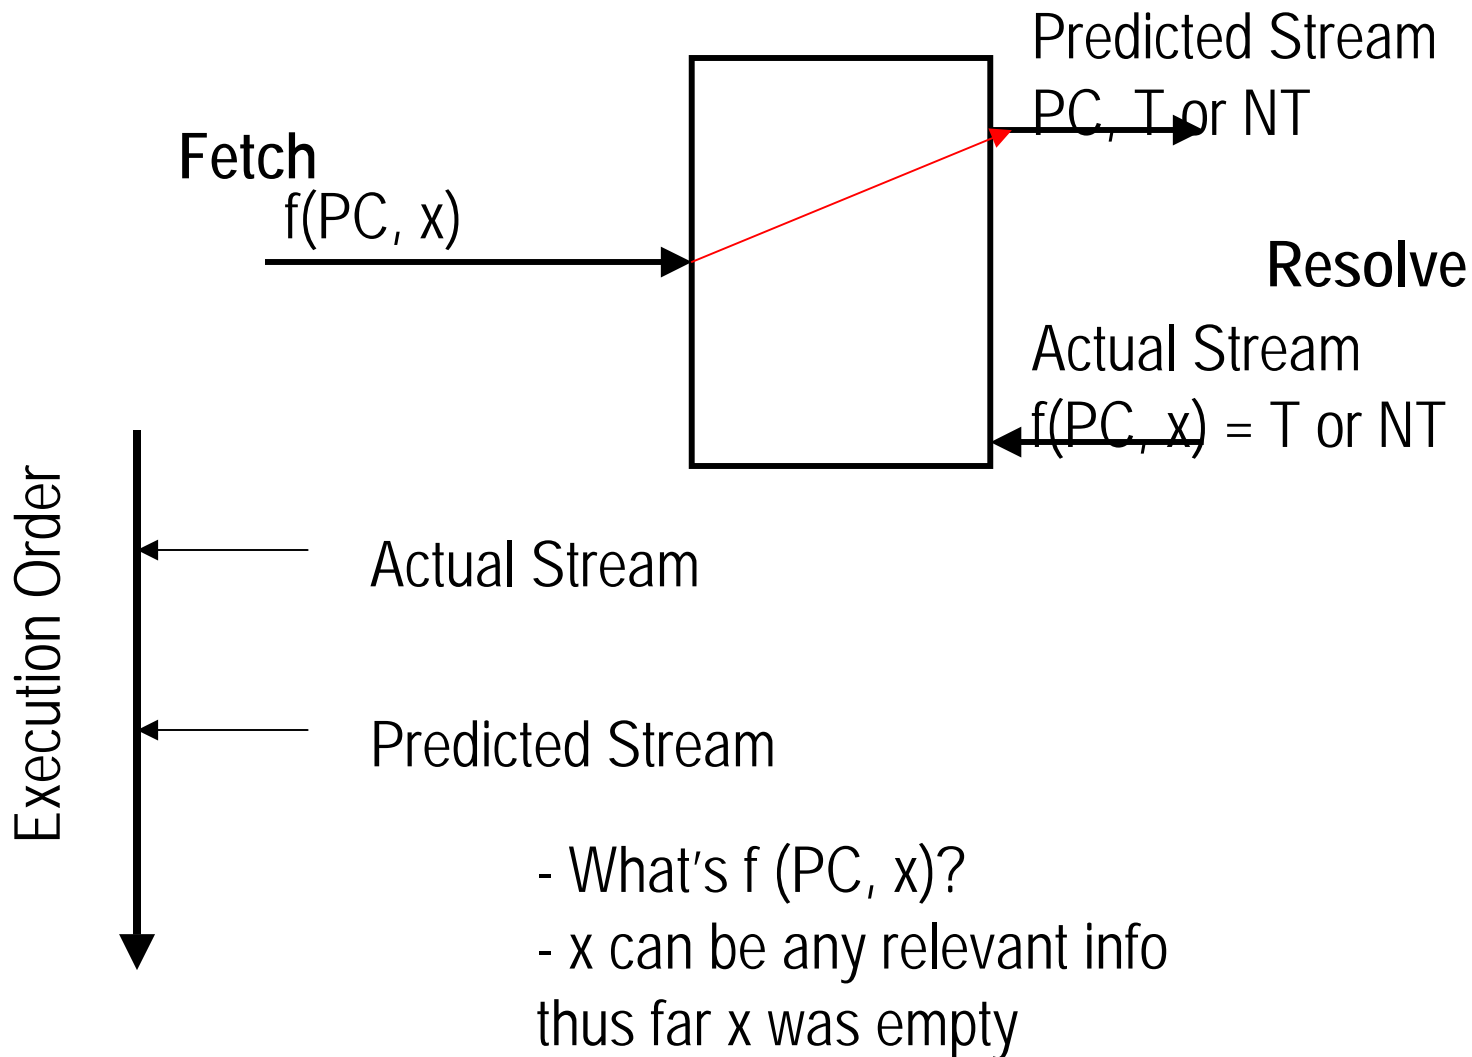 Predicted Stream
PC, T or NT
Fetch
f(PC, x)
Resolve
Actual Stream
f(PC, x) = T or NT
Execution Order
Actual Stream
Predicted Stream
- What's f (PC, x)?
- x can be any relevant info
thus far x was empty